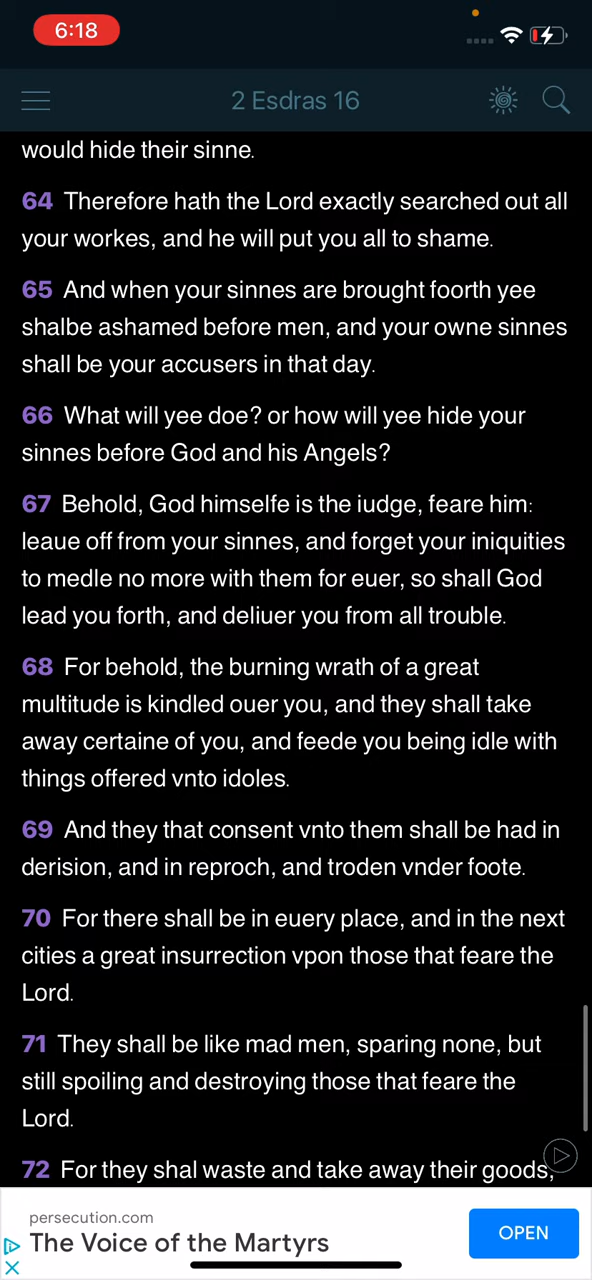 6:18
2 Esdras 16
would hide their sinne.
64 Therefore hath the Lord exactly searched out all
your workes, and he will put you all to shame.
65 And when your sinnes are brought foorth yee
shalbe ashamed before men, and your owne sinnes
shall be your accusers in that day.
66 What will yee doe? or how will yee hide your
sinnes before God and his Angels?
67 Behold, God himselfe is the iudge, feare him:
leaue off from your sinnes, and forget your iniquities
to medle no more with them for euer, so shall God
lead you forth, and deliuer you from all trouble.
68 For behold, the burning wrath of a great
multitude is kindled ouer you, and they shall take
away certaine of you, and feede you being idle with
things offered vnto idoles.
69 And they that consent vnto them shall be had in
derision, and in reproch, and troden vnder foote.
70 For there shall be in euery place, and in the next
cities a great insurrection vpon those that feare the
Lord.
71 They shall be like mad men, sparing none, but
still spoiling and destroying those that feare the
Lord.
72 For they shal waste and take away their goods,
persecution.com
The Voice of the Martyrs
OPEN